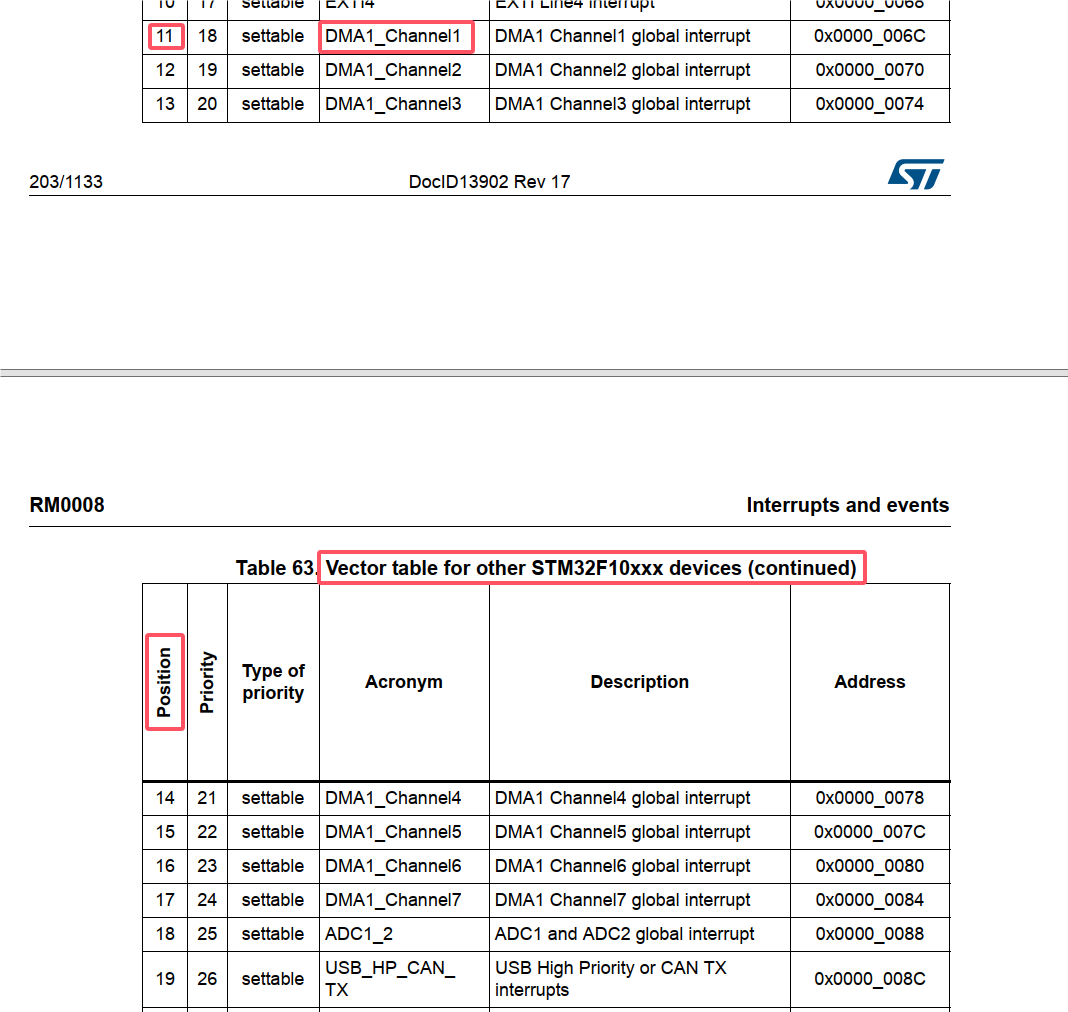 10 17 settable EXTI4 EXTI Line4 interrupt 0x0000_0068
11 18 settable DMA1_Channel1 DMA1 Channel1 global interrupt 0x0000_006C
12 19 settable DMA1_Channel2 DMA1 Channel2 global interrupt 0x0000_0070
13 20 settable DMA1_Channel3 DMA1 Channel3 global interrupt 0x0000_0074
203/1133 DocID13902 Rev 17 ST
RM0008 Interrupts and events
Table 63. Vector table for other STM32F10xxx devices (continued)
Position Priority Type of priority Acronym Description Address
14 21 settable DMA1_Channel4 DMA1 Channel4 global interrupt 0x0000_0078
15 22 settable DMA1_Channel5 DMA1 Channel5 global interrupt 0x0000_007C
16 23 settable DMA1_Channel6 DMA1 Channel6 global interrupt 0x0000_0080
17 24 settable DMA1_Channel7 DMA1 Channel7 global interrupt 0x0000_0084
18 25 settable ADC1_2 ADC1 and ADC2 global interrupt 0x0000_0088
19 26 settable USB_HP_CAN_TX USB High Priority or CAN TX interrupts 0x0000_008C